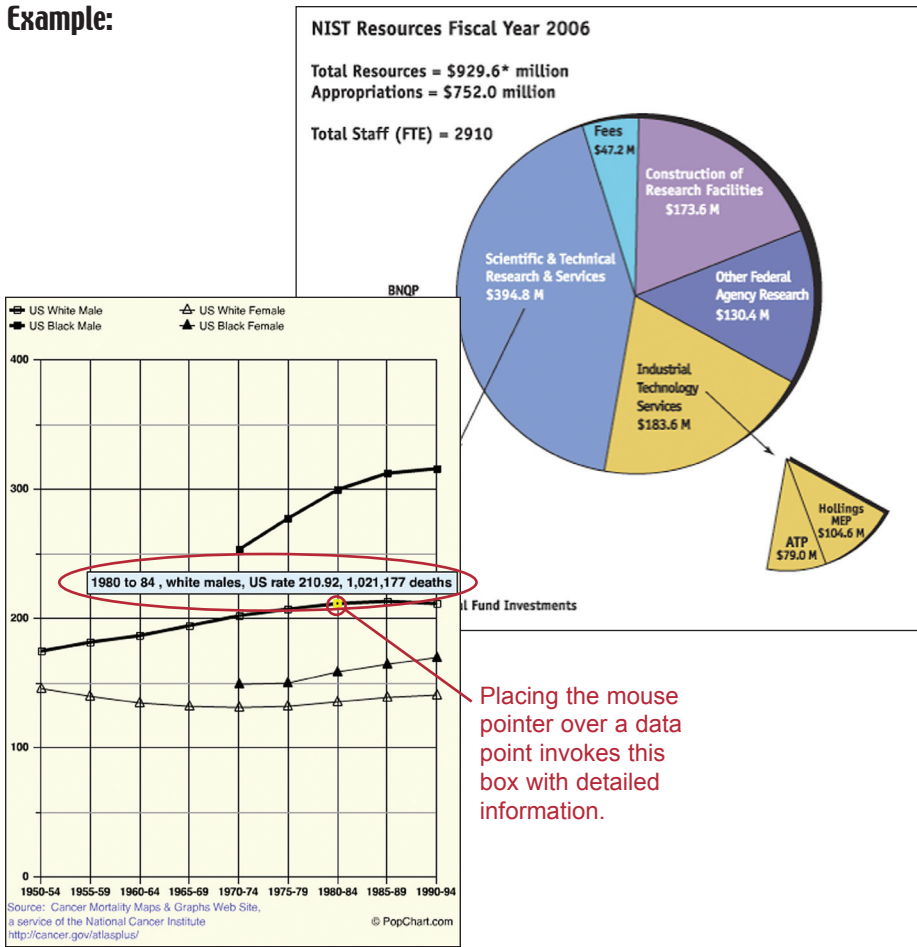 Example:
NIST Resources Fiscal Year 2006
Total Resources = $929.6* million
Appropriations = $752.0 million
Total Staff (FTE) = 2910
Fees
$47.2 M
Construction of
Research Facilities
$173.6 M
Scientific & Technical
Research & Services
$394.8 M
Other Federal
Agency Research
$130.4 M
BNQP
Industrial
Technology
Services
$183.6 M
Hollings
MEP
$104.6 M
ATP
$79.0 M
l Fund Investments
US White Male
US White Female
US Black Male
US Black Female
400
300
1980 to 84 , white males, US rate 210.92, 1,021,177 deaths
200
100
0
1950-54 1955-59 1960-64 1965-69 1970-74 1975-79 1980-84 1985-89 1990-94
Source: Cancer Mortality Maps & Graphs Web Site,
a service of the National Cancer Institute
http://cancer.gov/atlasplus/
© PopChart.com
Placing the mouse
pointer over a data
point invokes this
box with detailed
information.